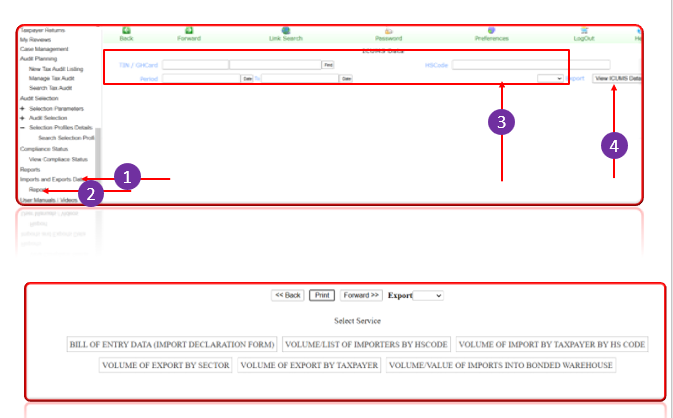 Taxpayer Returns
My Reviews
Case Management
Audit Planning
New Tax Audit Listing
Manage Tax Audit
Search Tax Audit
Audit Selection
+ Selection Parameters
+ Audit Selection
− Selection Profiles Details
Search Selection Profi
Compliance Status
View Compliace Status
Reports
Imports and Exports Da
Repor
User Manuals / Videos
Back Forward Link Search Password Preferences LogOut He
ICUMS Data
TIN / GHCard Find HSCode
Period Date To Date Export View ICUMS Data
1
2
3
4
<< Back Print Forward >> Export
Select Service
BILL OF ENTRY DATA (IMPORT DECLARATION FORM) VOLUME/LIST OF IMPORTERS BY HSCODE VOLUME OF IMPORT BY TAXPAYER BY HS CODE
VOLUME OF EXPORT BY SECTOR VOLUME OF EXPORT BY TAXPAYER VOLUME/VALUE OF IMPORTS INTO BONDED WAREHOUSE